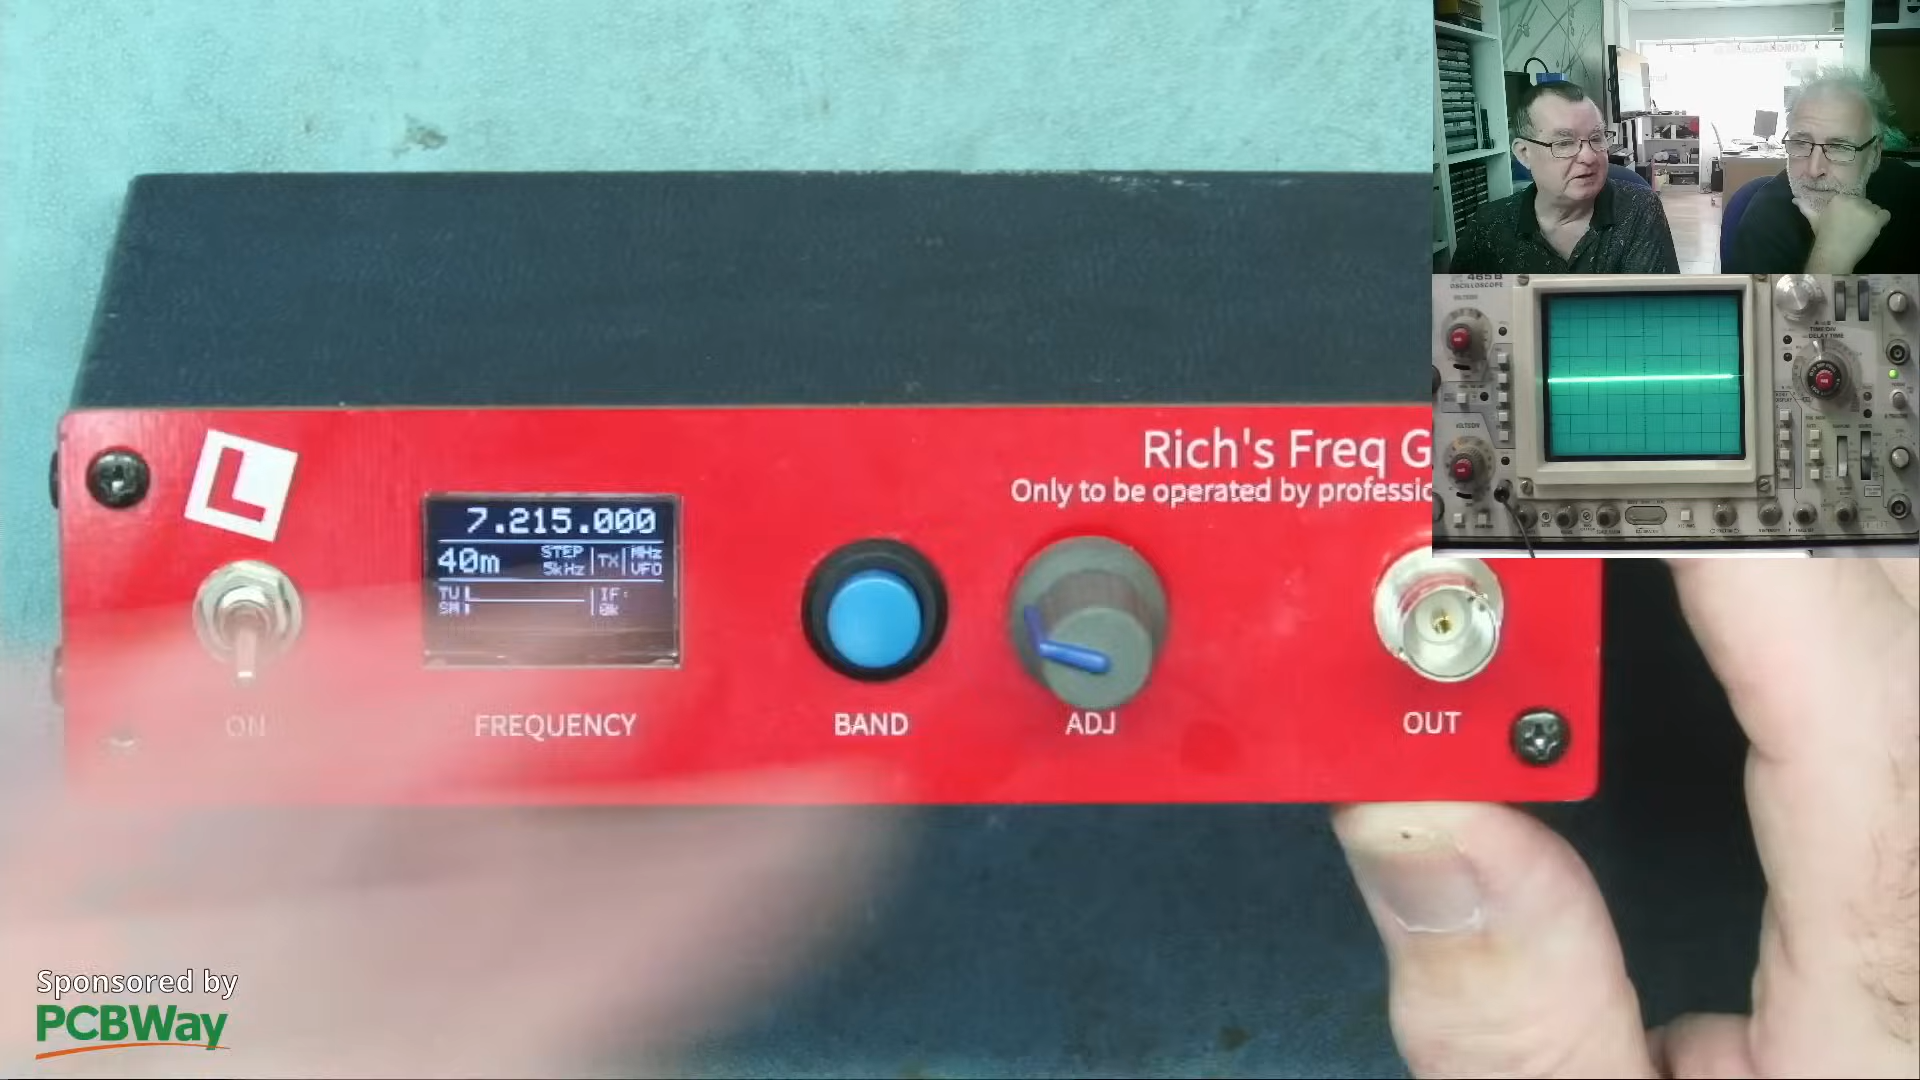 Rich's Freq G
Only to be operated by professio
L
7.215.000
40m
STEP
5kHz
TX
MHz
VFO
TU
SM
IF:
0k
ON
FREQUENCY
BAND
ADJ
OUT
465B
OSCILLOSCOPE
Sponsored by
PCBWay